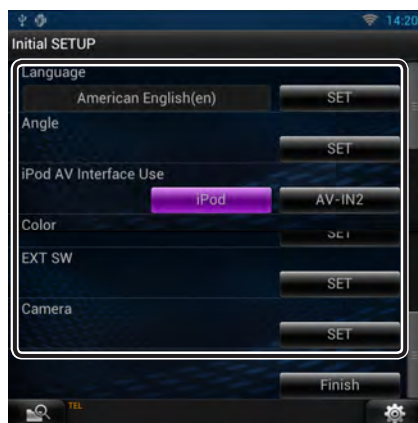 14:20
Initial SETUP
Language
American English(en) SET
Angle
SET
iPod AV Interface Use
iPod AV-IN2
Color
SET
EXT SW
SET
Camera
SET
Finish
TEL